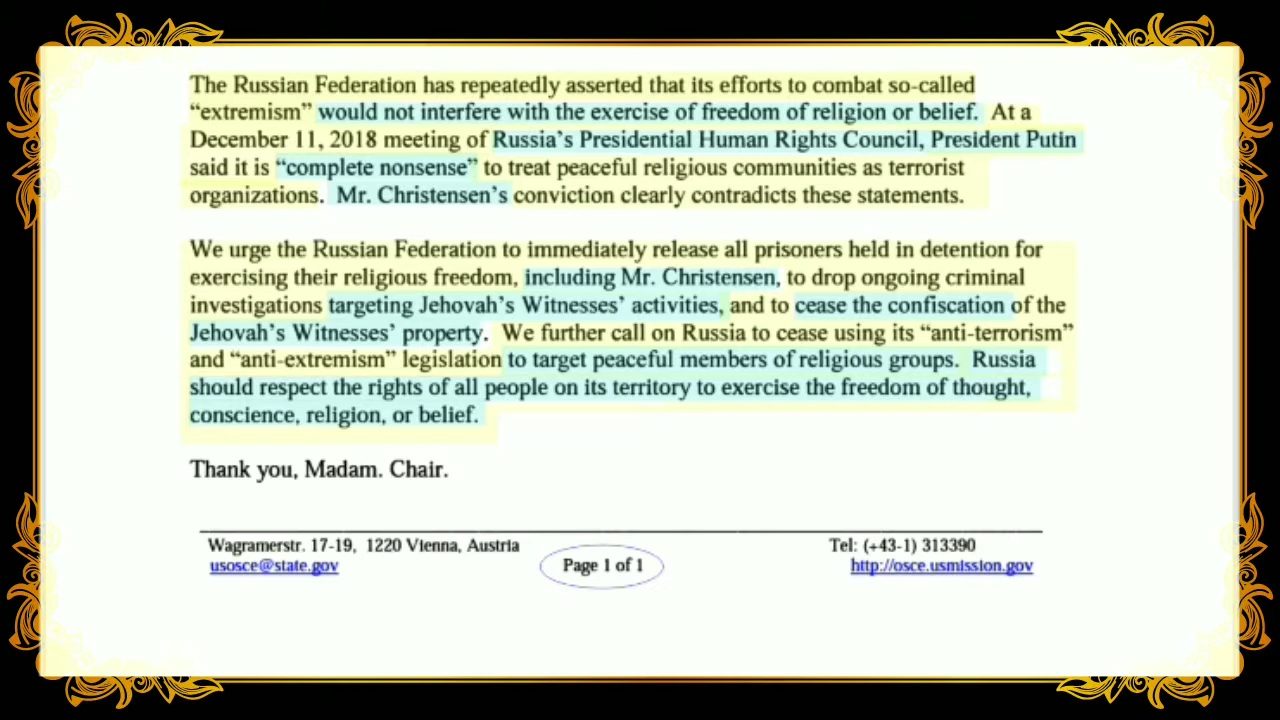 The Russian Federation has repeatedly asserted that its efforts to combat so-called
“extremism” would not interfere with the exercise of freedom of religion or belief. At a
December 11, 2018 meeting of Russia’s Presidential Human Rights Council, President Putin
said it is “complete nonsense” to treat peaceful religious communities as terrorist
organizations. Mr. Christensen’s conviction clearly contradicts these statements.
We urge the Russian Federation to immediately release all prisoners held in detention for
exercising their religious freedom, including Mr. Christensen, to drop ongoing criminal
investigations targeting Jehovah’s Witnesses’ activities, and to cease the confiscation of the
Jehovah’s Witnesses’ property. We further call on Russia to cease using its “anti-terrorism”
and “anti-extremism” legislation to target peaceful members of religious groups. Russia
should respect the rights of all people on its territory to exercise the freedom of thought,
conscience, religion, or belief.
Thank you, Madam. Chair.
Wagramerstr. 17-19, 1220 Vienna, Austria
usosce@state.gov
Page 1 of 1
Tel: (+43-1) 313390
http://osce.usmission.gov